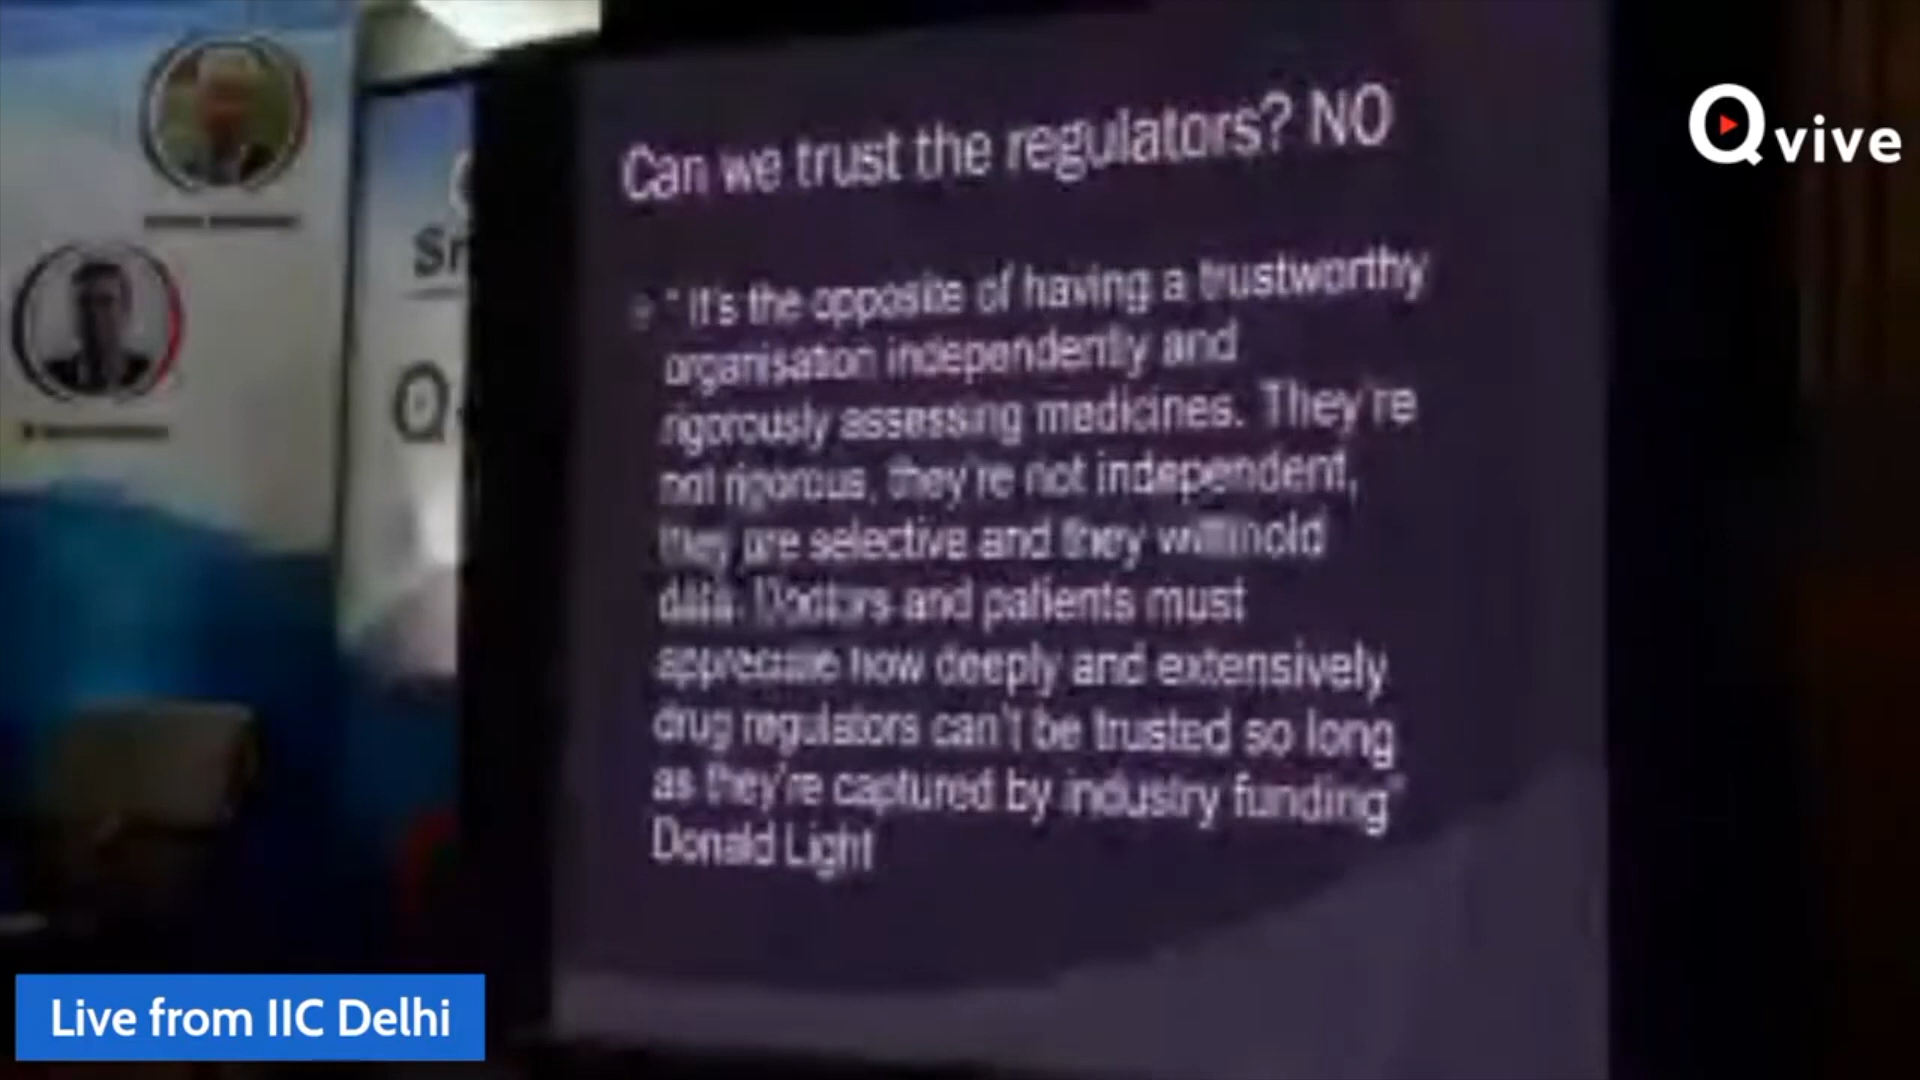 Q vive
Can we trust the regulators? NO
" It's the opposite of having a trustworthy
organisation independently and
rigorously assessing medicines. They're
not rigorous, they're not independent,
they are selective and they withhold
data. Doctors and patients must
appreciate how deeply and extensively
drug regulators can't be trusted so long
as they're captured by industry funding"
Donald Light
Q
Live from IIC Delhi